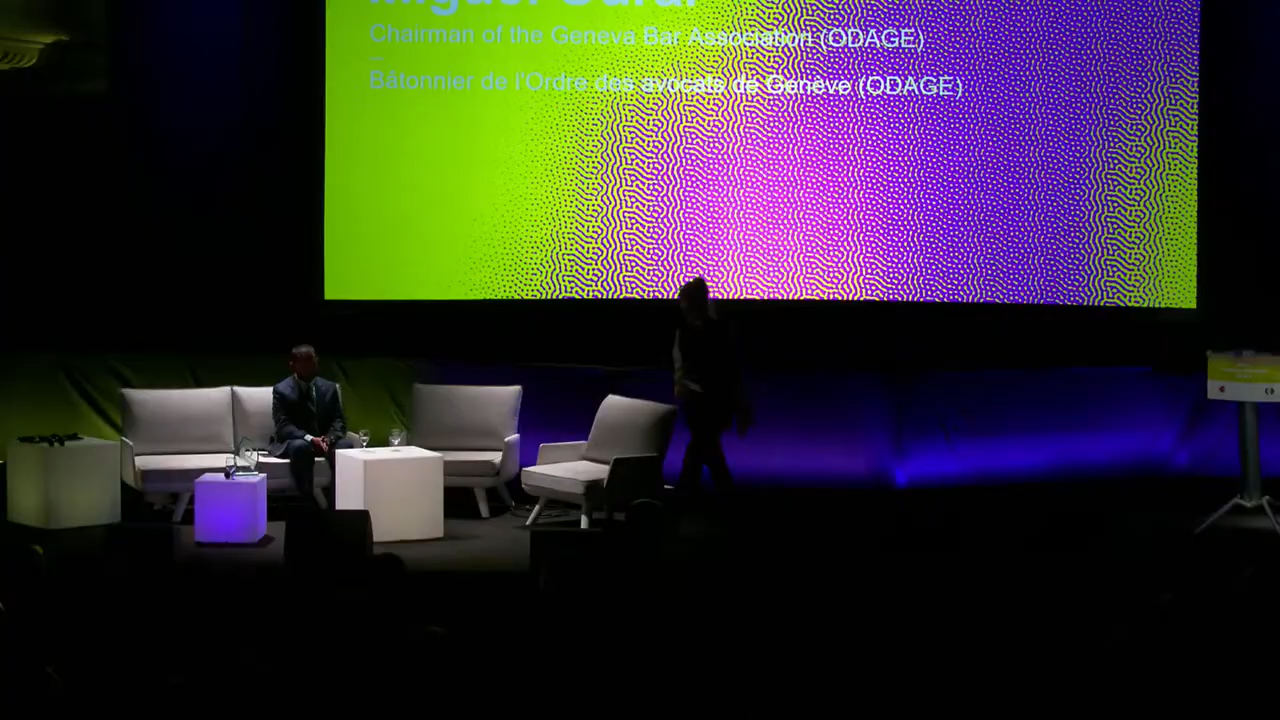 Chairman of the Geneva Bar Association (ODAGE)
Bâtonnier de l'Ordre des avocats de Genève (ODAGE)